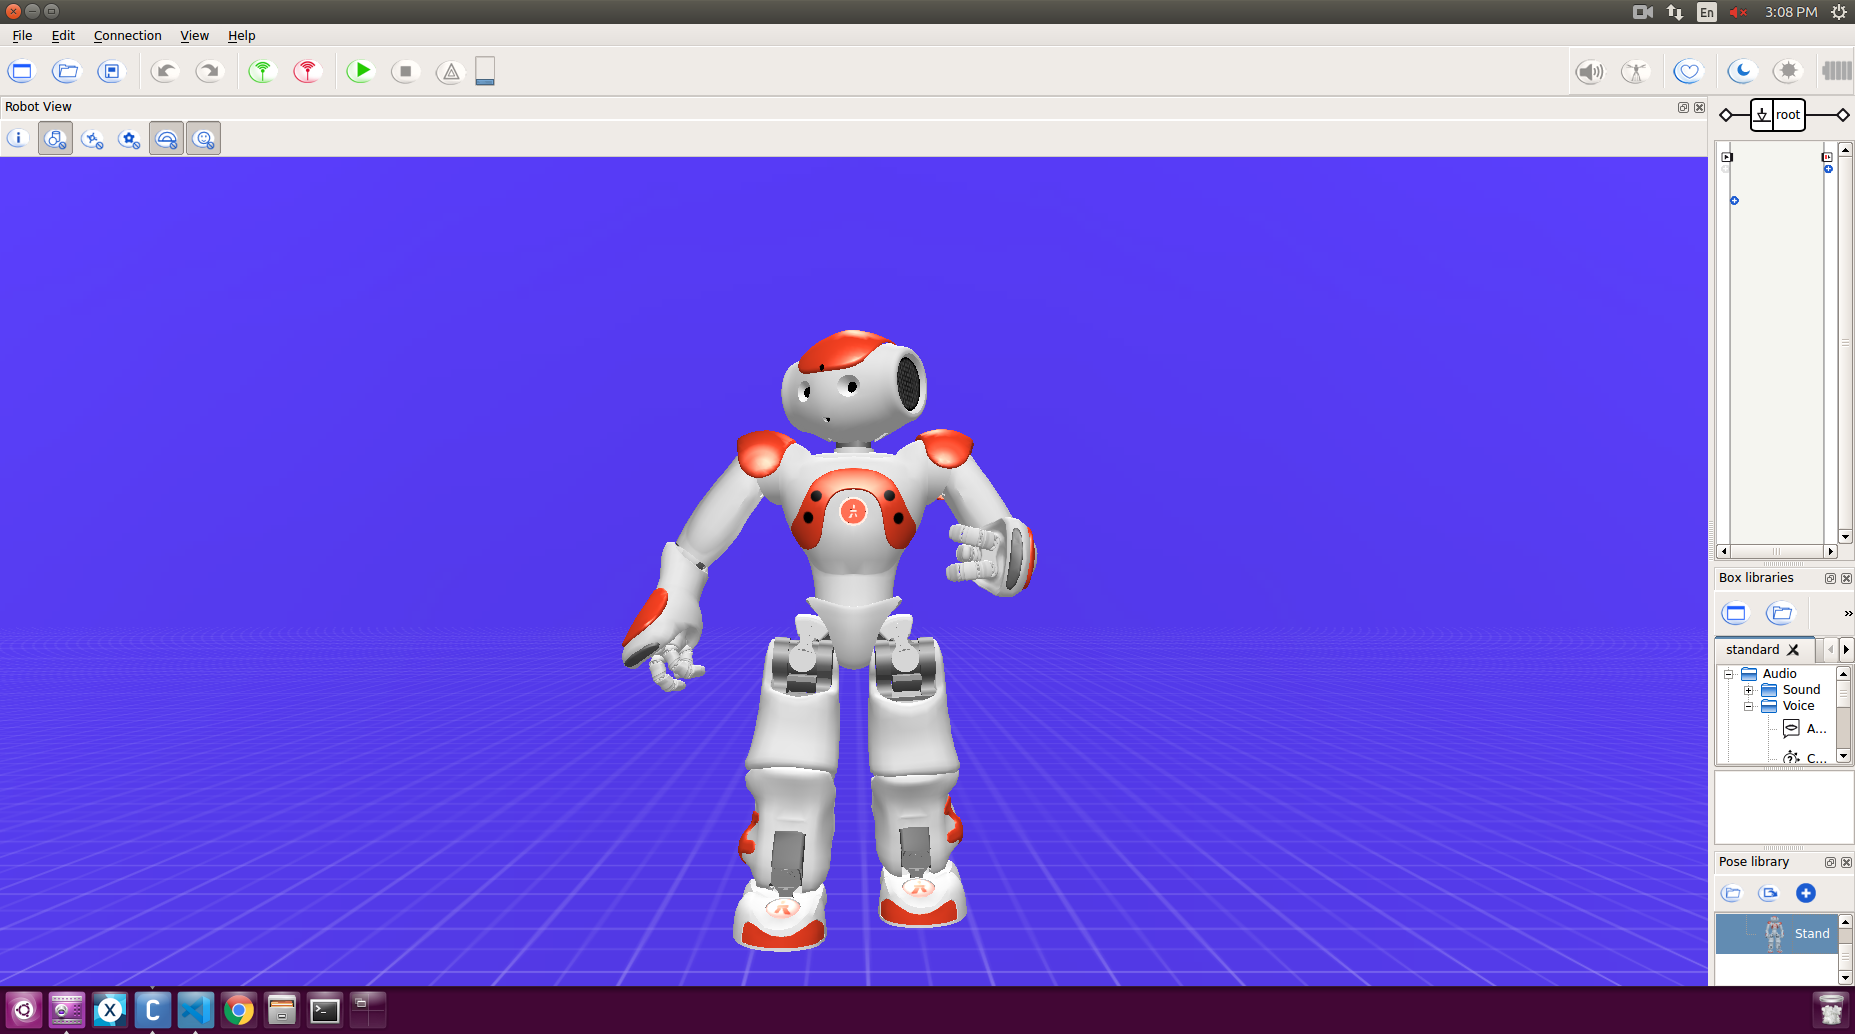 En 3:08 PM
File Edit Connection View Help
Robot View
root
Box libraries
standard
Audio
Sound
Voice
A...
C...
Pose library
Stand